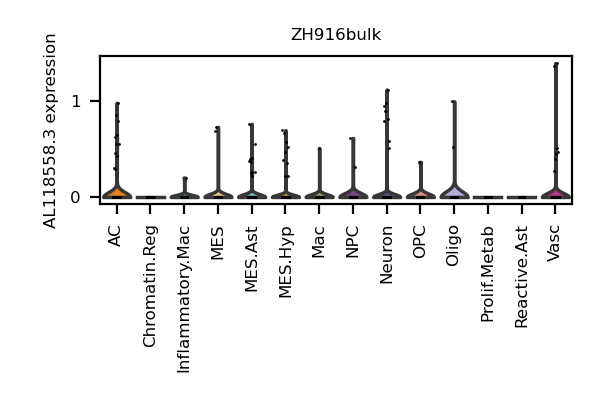 ZH916bulk
AL118558.3 expression
1
0
AC
Chromatin.Reg
Inflammatory.Mac
MES
MES.Ast
MES.Hyp
Mac
NPC
Neuron
OPC
Oligo
Prolif.Metab
Reactive.Ast
Vasc